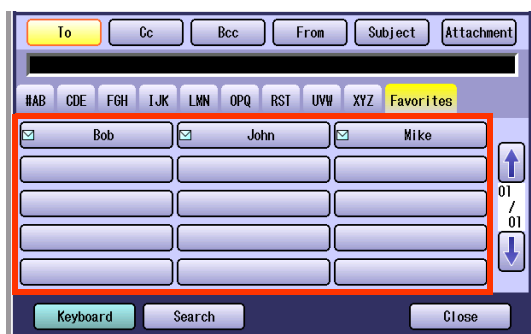 To Cc Bcc From Subject Attachment
#AB CDE FGH IJK LMN OPQ RST UVW XYZ Favorites
Bob John Mike
01
/
01
Keyboard Search Close